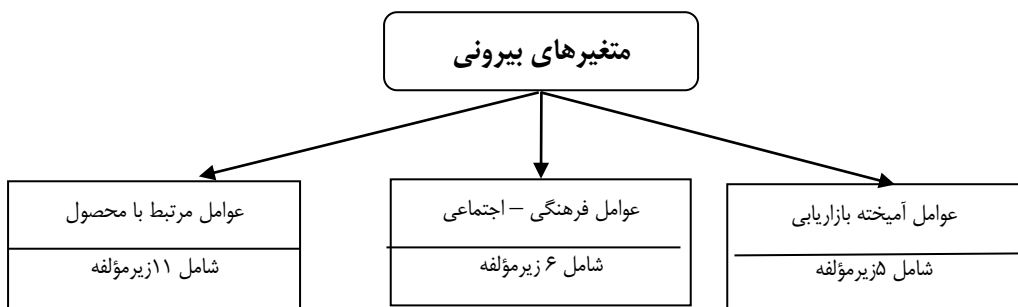 متغیرهای بیرونی
عوامل آمیخته بازاریابی
شامل ۵زیرمؤلفه
عوامل فرهنگی – اجتماعی
شامل ۶ زیرمؤلفه
عوامل مرتبط با محصول
شامل ۱۱زیرمؤلفه